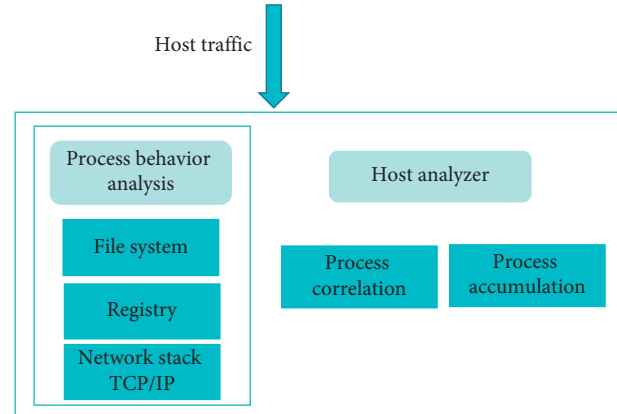 Host traffic
Process behavior
analysis
File system
Registry
Network stack
TCP/IP
Host analyzer
Process
correlation
Process
accumulation